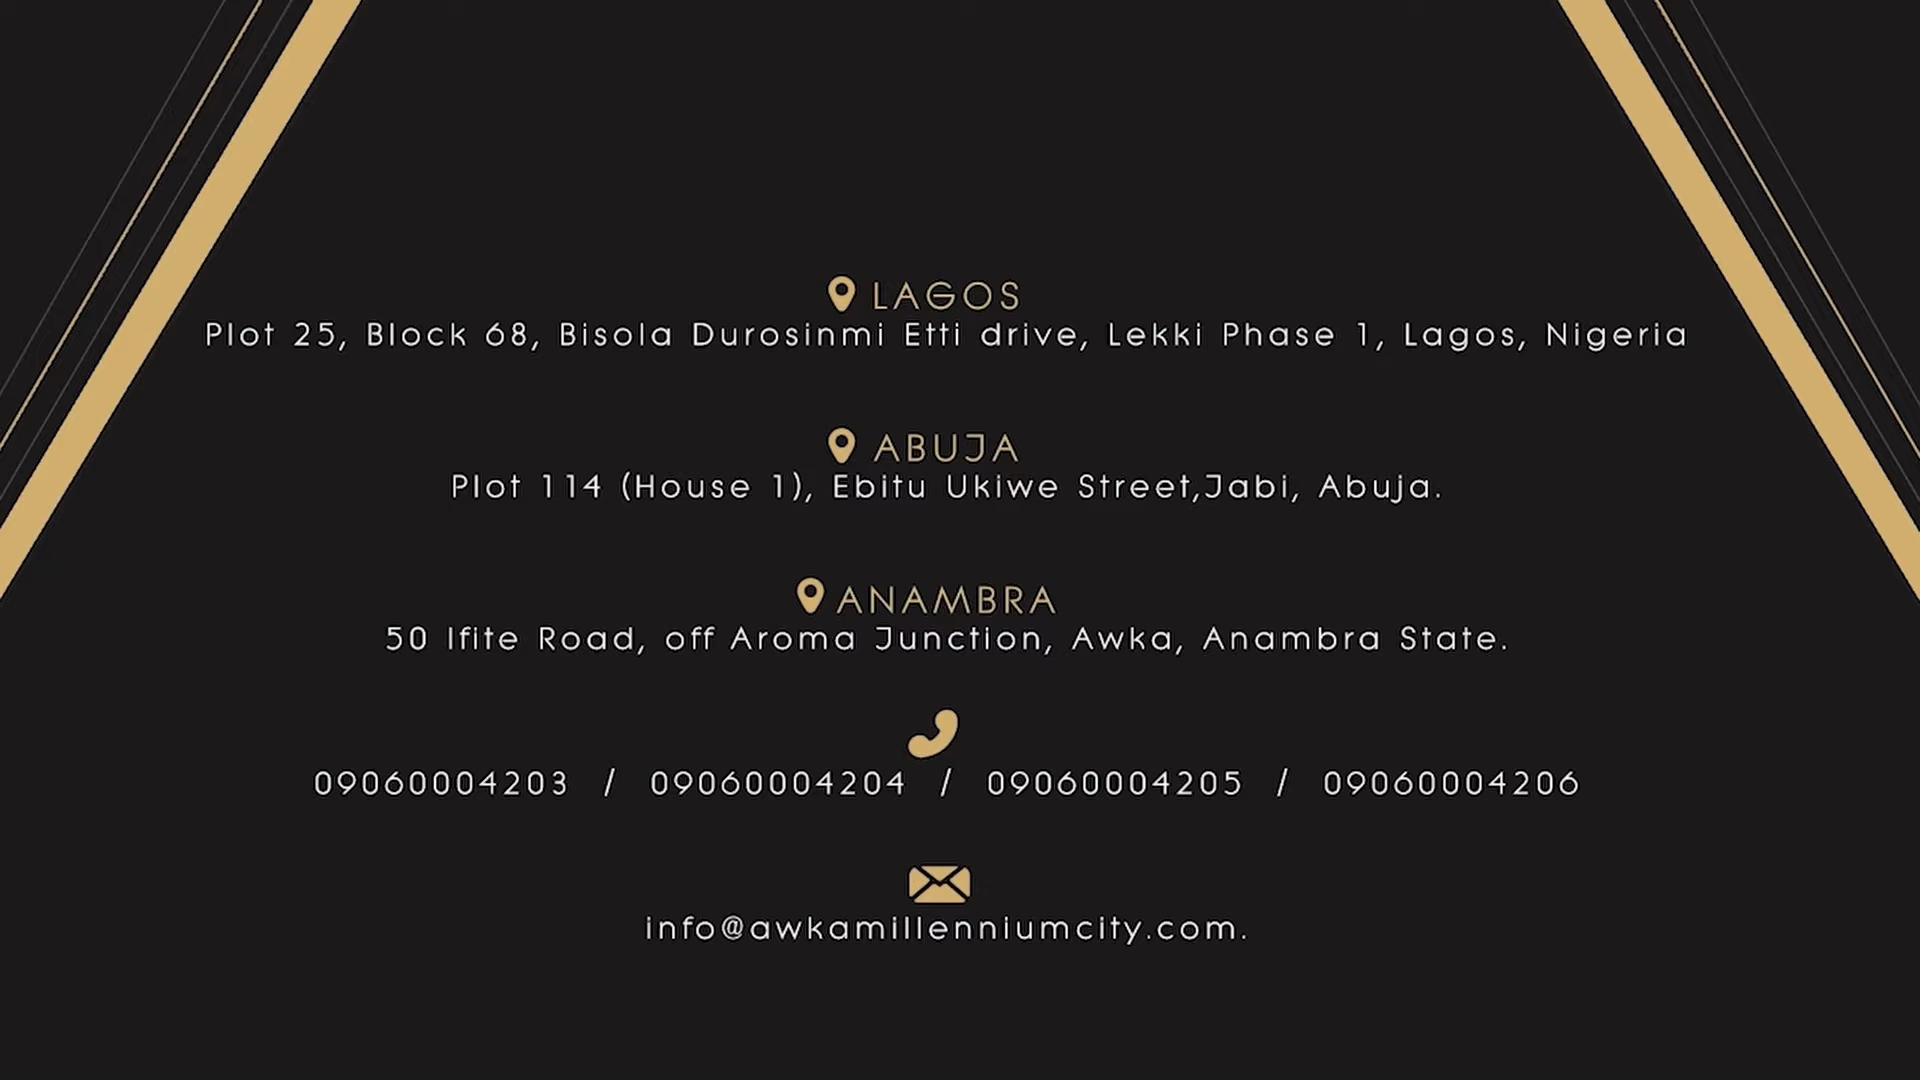 LAGOS
Plot 25, Block 68, Bisola Durosinmi Etti drive, Lekki Phase 1, Lagos, Nigeria
ABUJA
Plot 114 (House 1), Ebitu Ukiwe Street,Jabi, Abuja.
ANAMBRA
50 Ifite Road, off Aroma Junction, Awka, Anambra State.
09060004203 / 09060004204 / 09060004205 / 09060004206
info@awkamillenniumcity.com.